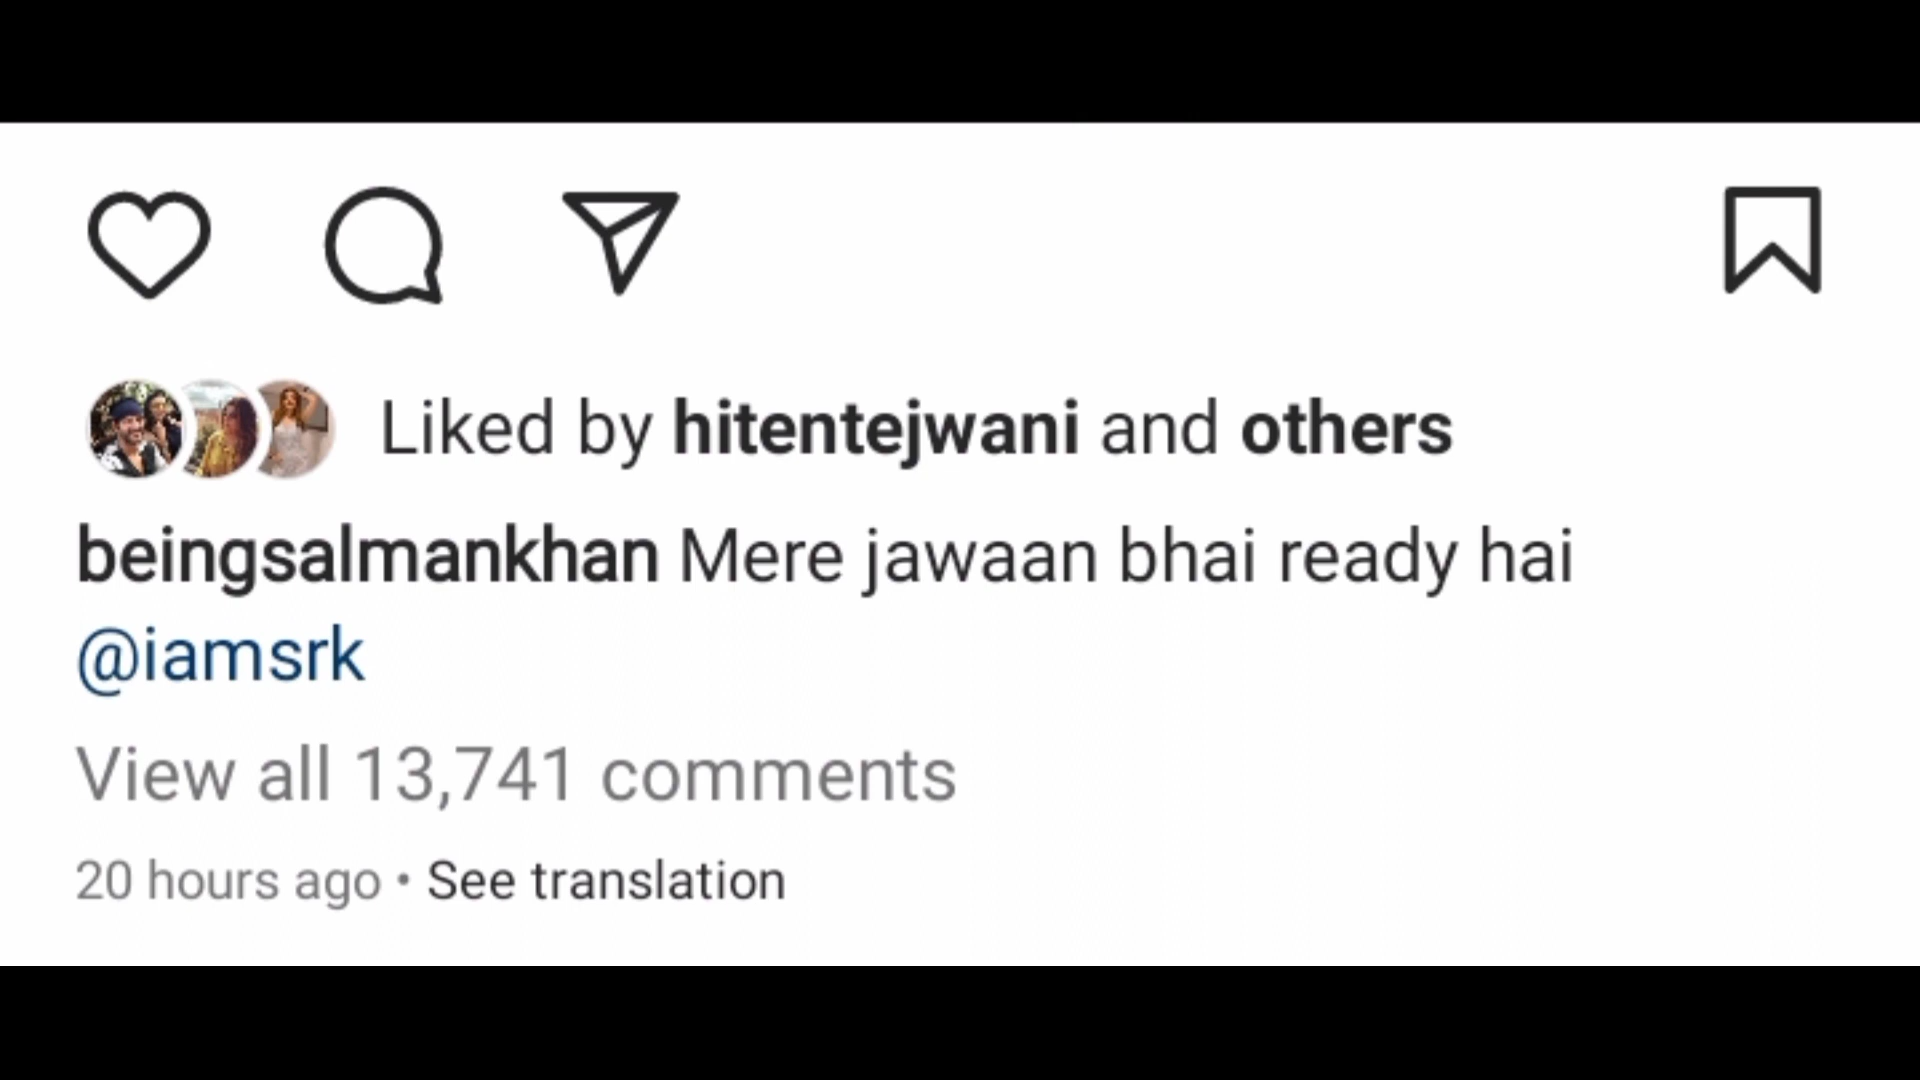 Liked by hitentejwani and others
beingsalmankhan Mere jawaan bhai ready hai
@iamsrk
View all 13,741 comments
20 hours ago • See translation